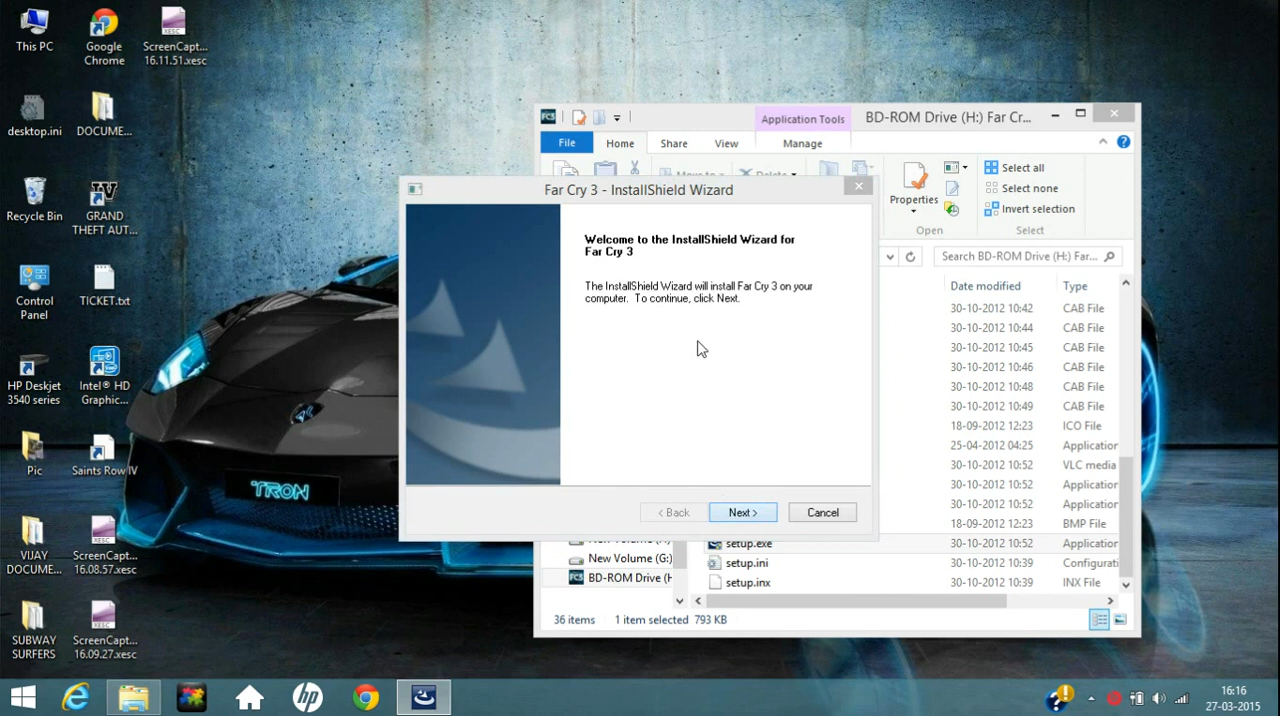 This PC
Google
Chrome
ScreenCapt...
16.11.51.xesc
desktop.ini
DOCUME...
Recycle Bin
GRAND
THEFT AUT...
Control
Panel
TICKET.txt
HP Deskjet
3540 series
Intel® HD
Graphic...
Pic
Saints Row IV
VIJAY
DOCUME...
ScreenCapt...
16.08.57.xesc
SUBWAY
SURFERS
ScreenCapt...
16.09.27.xesc
TRON
FC3
Application Tools
BD-ROM Drive (H:) Far Cr...
File
Home
Share
View
Manage
Properties
Select all
Select none
Invert selection
Open
Select
Search BD-ROM Drive (H:) Far...
Far Cry 3 - InstallShield Wizard
Welcome to the InstallShield Wizard for
Far Cry 3
The InstallShield Wizard will install Far Cry 3 on your
computer. To continue, click Next.
< Back
Next >
Cancel
Date modified
Type
30-10-2012 10:42
CAB File
30-10-2012 10:44
CAB File
30-10-2012 10:45
CAB File
30-10-2012 10:46
CAB File
30-10-2012 10:48
CAB File
30-10-2012 10:49
CAB File
18-09-2012 12:23
ICO File
25-04-2012 04:25
Application
30-10-2012 10:52
VLC media
30-10-2012 10:52
Application
30-10-2012 10:52
Application
18-09-2012 12:23
BMP File
setup.exe
30-10-2012 10:52
Application
New Volume (G:)
setup.ini
30-10-2012 10:39
Configurati
BD-ROM Drive (H
setup.inx
30-10-2012 10:39
INX File
36 items
1 item selected 793 KB
hp
16:16
27-03-2015